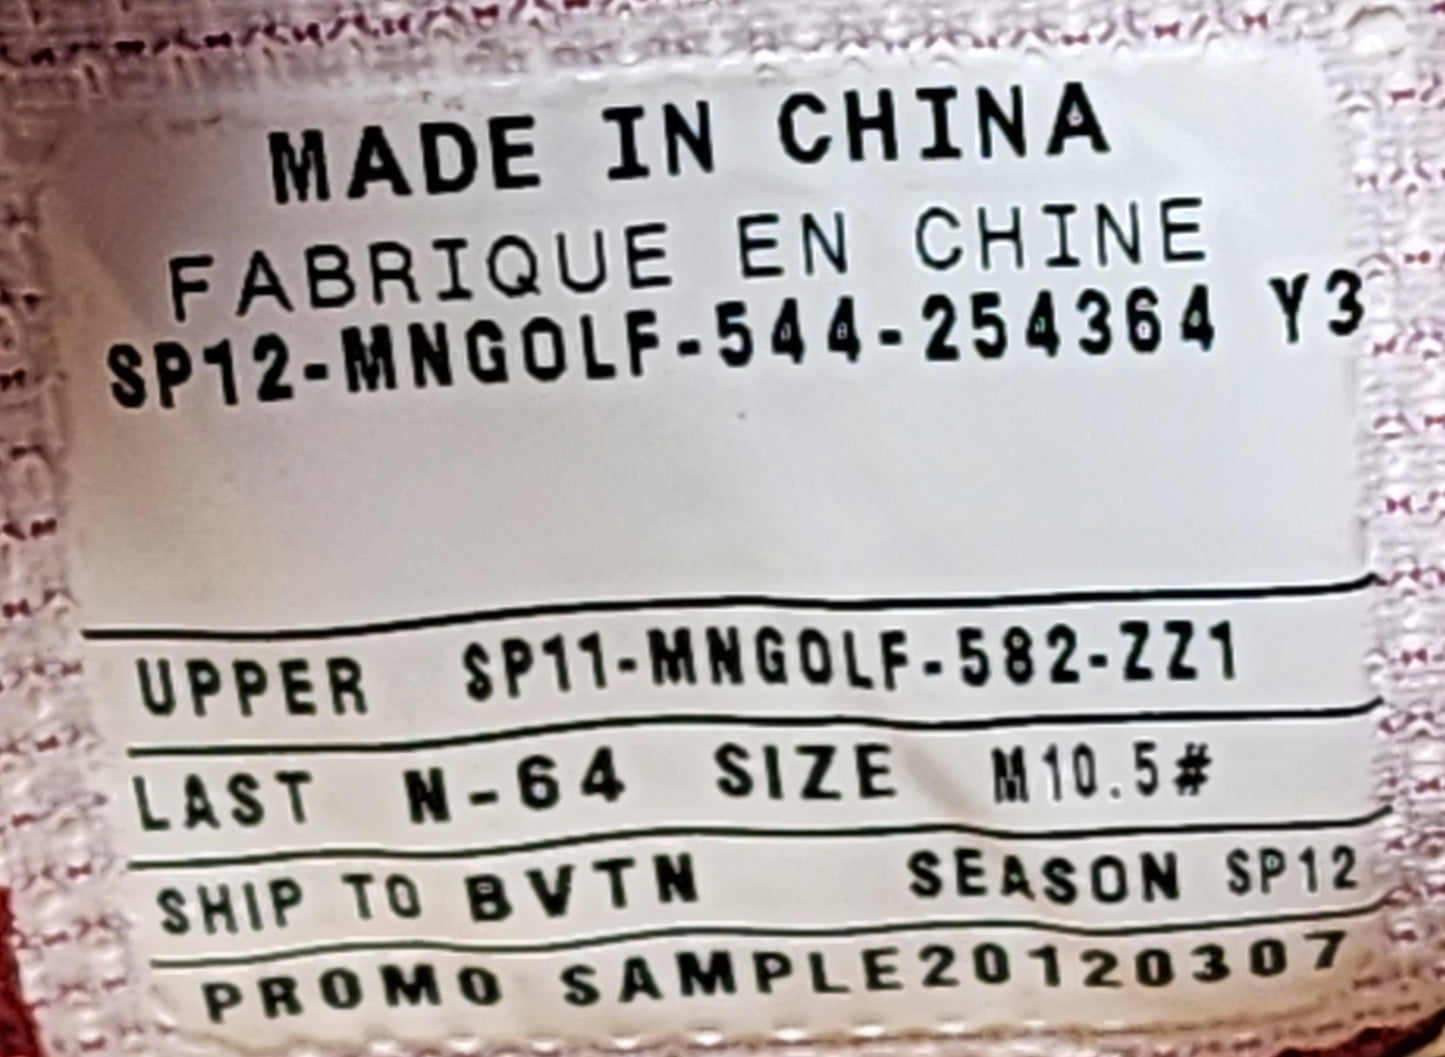 MADE IN CHINA
FABRIQUE EN CHINE
SP12-MNGOLF-544-254364 Y3
UPPER SP11-MNGOLF-582-ZZ1
LAST N-64 SIZE M10.5#
SHIP TO BVTN SEASON SP12
PROMO SAMPLE20120307